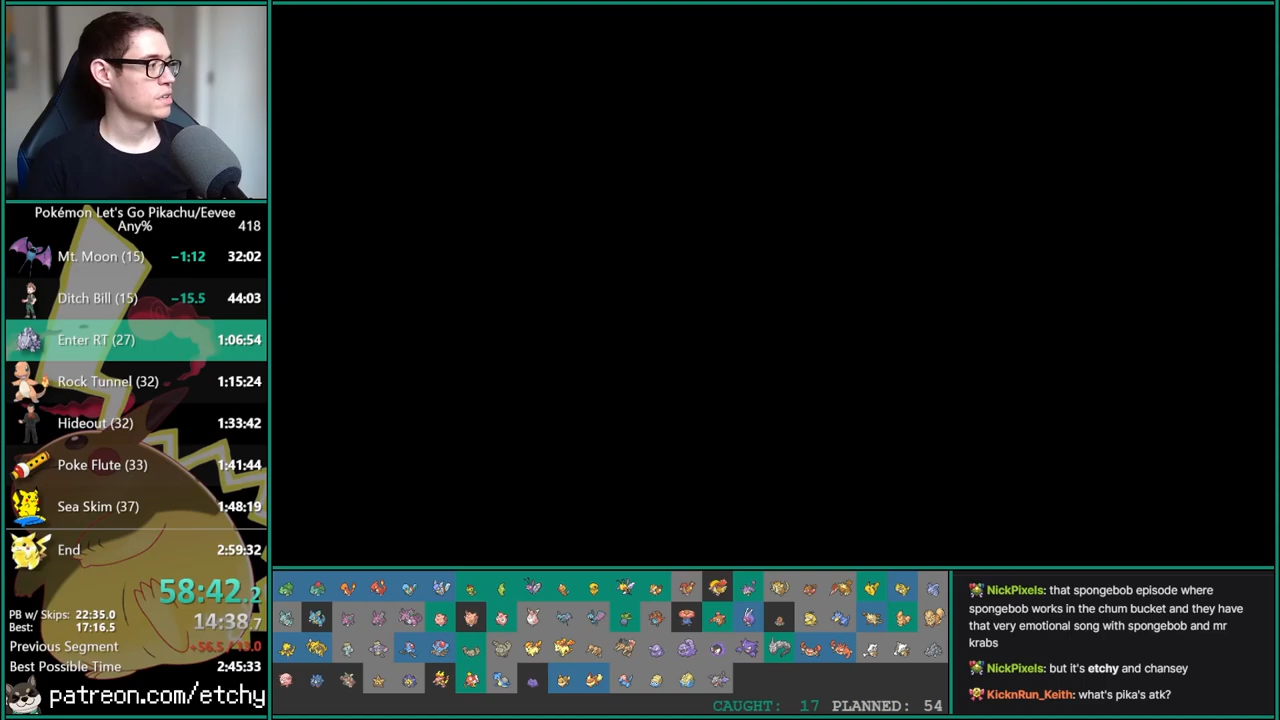 Pokémon Let's Go Pikachu/Eevee
Any% 418
Mt. Moon (15) −1:12 32:02
Ditch Bill (15) −15.5 44:03
Enter RT (27) 1:06:54
Rock Tunnel (32) 1:15:24
Hideout (32) 1:33:42
Poke Flute (33) 1:41:44
Sea Skim (37) 1:48:19
End 2:59:32
58:42.2
PB w/ Skips: 22:35.0
Best: 17:16.5
14:38.7
Previous Segment
Best Possible Time 2:45:33
patreon.com/etchy
CAUGHT: 17 PLANNED: 54
NickPixels: that spongebob episode where
spongebob works in the chum bucket and they have
that very emotional song with spongebob and mr
krabs
NickPixels: but it's etchy and chansey
KicknRun_Keith: what's pika's atk?